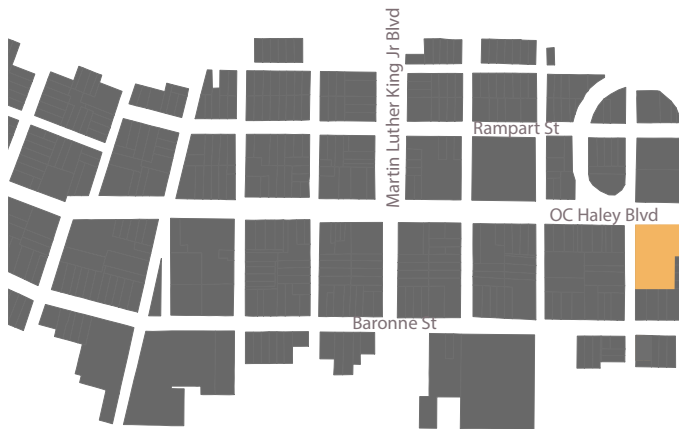 Martin Luther King Jr Blvd
Rampart St
OC Haley Blvd
Baronne St